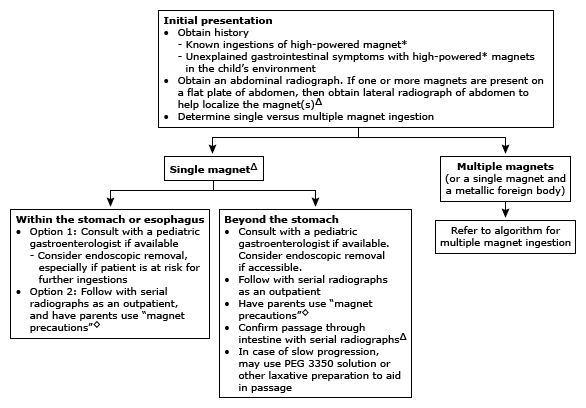 Initial presentation
• Obtain history
- Known ingestions of high-powered magnet*
- Unexplained gastrointestinal symptoms with high-powered* magnets
in the child's environment
• Obtain an abdominal radiograph. If one or more magnets are present on
a flat plate of abdomen, then obtain lateral radiograph of abdomen to
help localize the magnet(s)Δ
• Determine single versus multiple magnet ingestion
Single magnetΔ
Multiple magnets
(or a single magnet and
a metallic foreign body)
Within the stomach or esophagus
• Option 1: Consult with a pediatric
gastroenterologist if available
- Consider endoscopic removal,
especially if patient is at risk for
further ingestions
• Option 2: Follow with serial
radiographs as an outpatient,
and have parents use “magnet
precautions”◇
Beyond the stomach
• Consult with a pediatric
gastroenterologist if available.
Consider endoscopic removal
if accessible.
• Follow with serial radiographs
as an outpatient
• Have parents use “magnet
precautions”◇
• Confirm passage through
intestine with serial radiographsΔ
• In case of slow progression,
may use PEG 3350 solution or
other laxative preparation to aid
in passage
Refer to algorithm for
multiple magnet ingestion